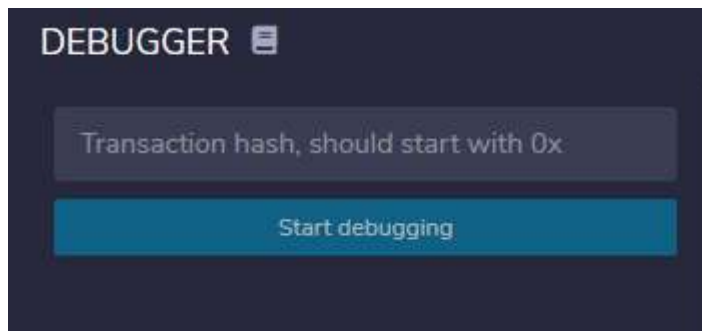 DEBUGGER
Transaction hash, should start with 0x
Start debugging